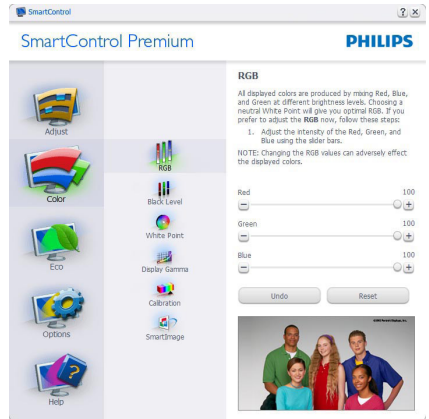 SmartControl
SmartControl Premium
PHILIPS
Adjust
Color
Eco
Options
Help
RGB
Black Level
White Point
Display Gamma
Calibration
SmartImage
RGB
All displayed colors are produced by mixing Red, Blue,
and Green at different brightness levels. Choosing a
neutral White Point will give you optimal RGB. If you
prefer to adjust the RGB now, follow these steps:
1. Adjust the intensity of the Red, Green, and
Blue using the slider bars.
NOTE: Changing the RGB values can adversely effect
the displayed colors.
Red 100
Green 100
Blue 100
Undo Reset